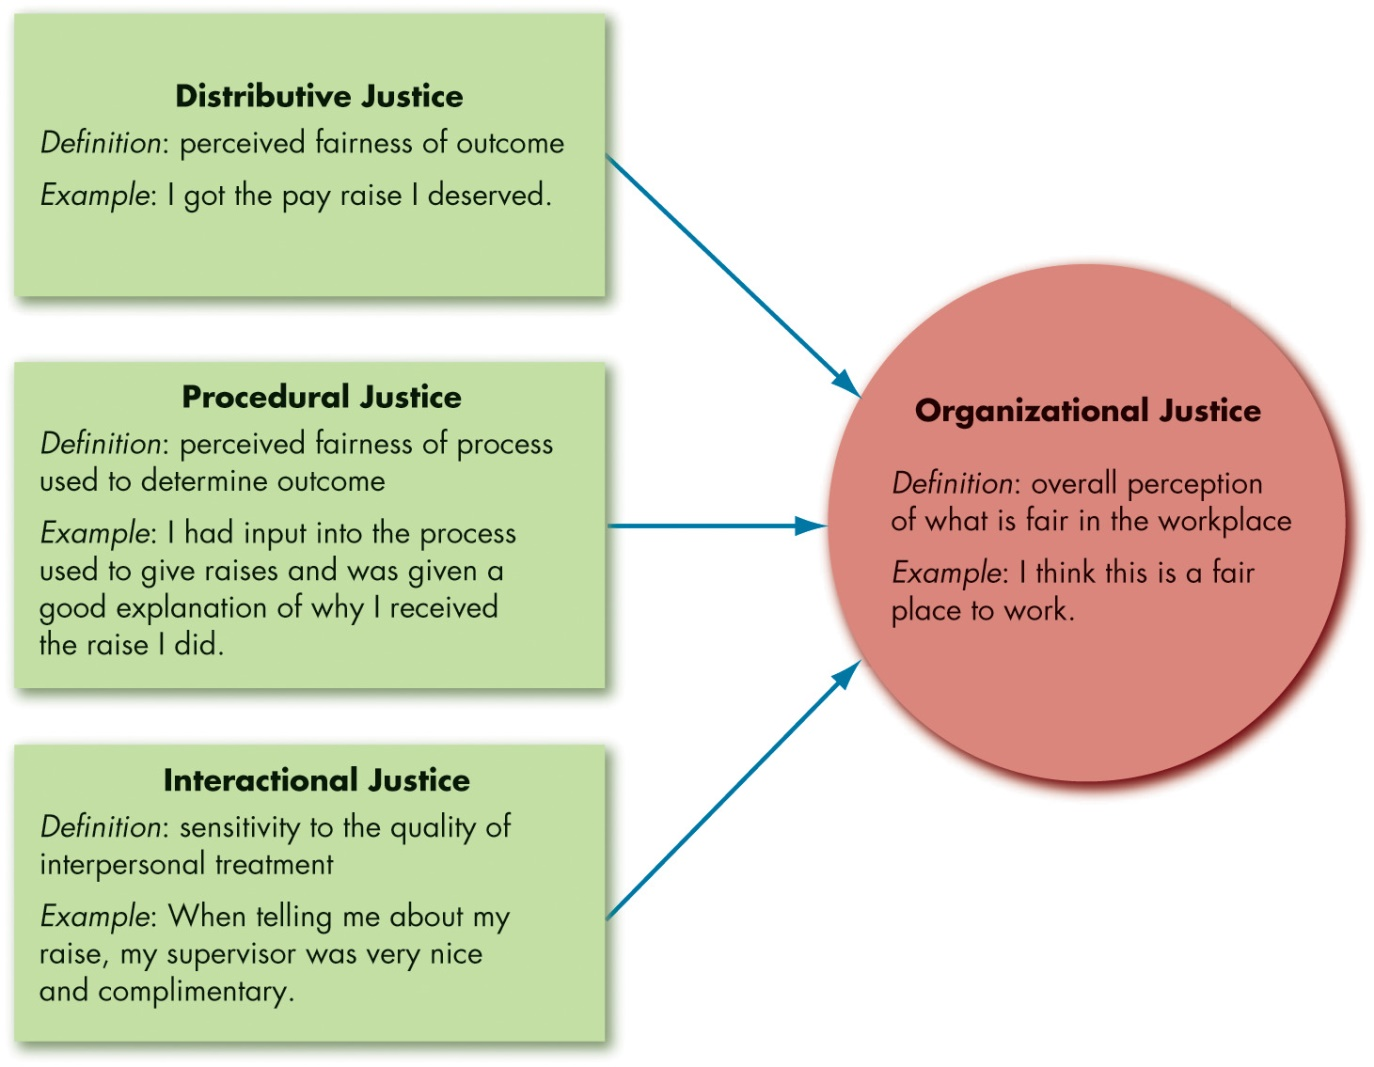 Distributive Justice
Definition: perceived fairness of outcome
Example: I got the pay raise I deserved.
Procedural Justice
Definition: perceived fairness of process
used to determine outcome
Example: I had input into the process
used to give raises and was given a
good explanation of why I received
the raise I did.
Interactional Justice
Definition: sensitivity to the quality of
interpersonal treatment
Example: When telling me about my
raise, my supervisor was very nice
and complimentary.
Organizational Justice
Definition: overall perception
of what is fair in the workplace
Example: I think this is a fair
place to work.